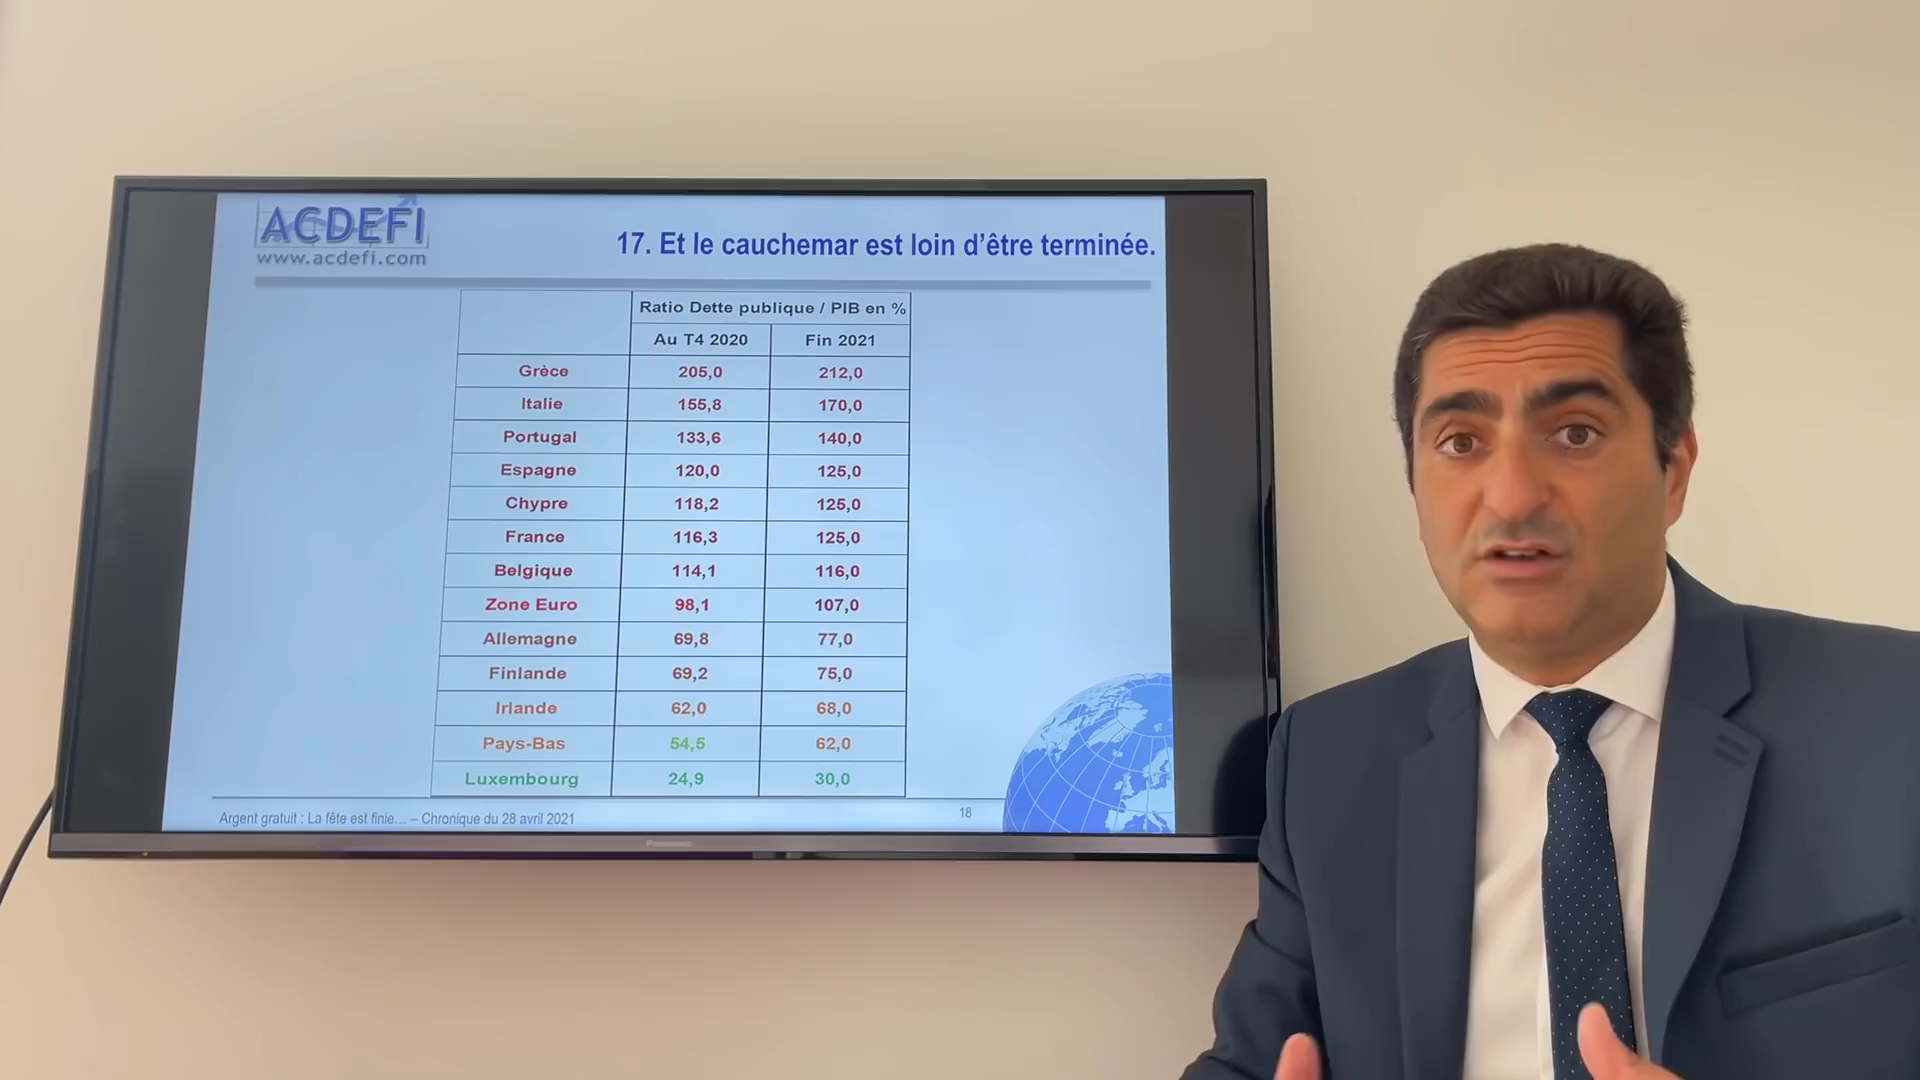 ACDEFI
www.acdefi.com
17. Et le cauchemar est loin d'être terminée.
Ratio Dette publique / PIB en %
Au T4 2020 Fin 2021
Grèce 205,0 212,0
Italie 155,8 170,0
Portugal 133,6 140,0
Espagne 120,0 125,0
Chypre 118,2 125,0
France 116,3 125,0
Belgique 114,1 116,0
Zone Euro 98,1 107,0
Allemagne 69,8 77,0
Finlande 69,2 75,0
Irlande 62,0 68,0
Pays-Bas 54,5 62,0
Luxembourg 24,9 30,0
Argent gratuit : La fête est finie… – Chronique du 28 avril 2021
18
Panasonic